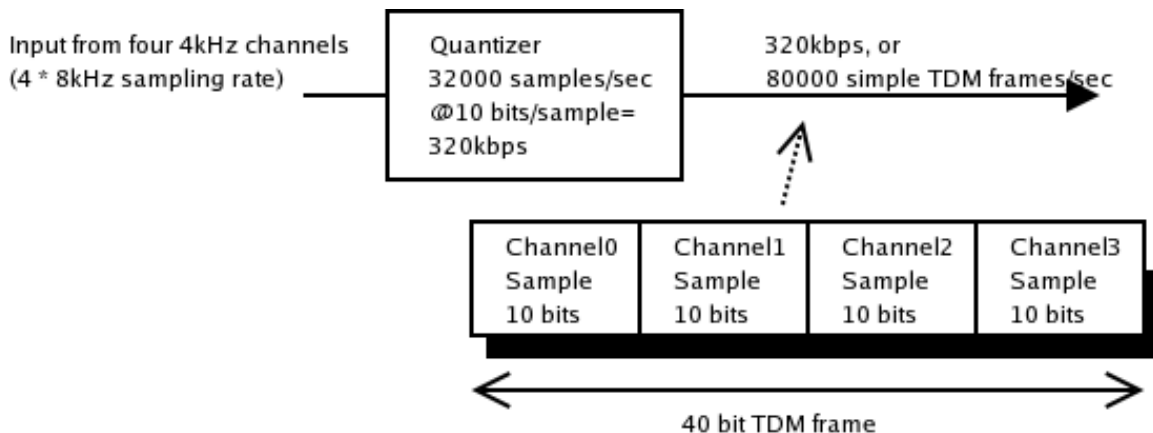 Input from four 4kHz channels
(4 * 8kHz sampling rate)
Quantizer
32000 samples/sec
@10 bits/sample=
320kbps
320kbps, or
80000 simple TDM frames/sec
Channel0
Sample
10 bits
Channel1
Sample
10 bits
Channel2
Sample
10 bits
Channel3
Sample
10 bits
40 bit TDM frame